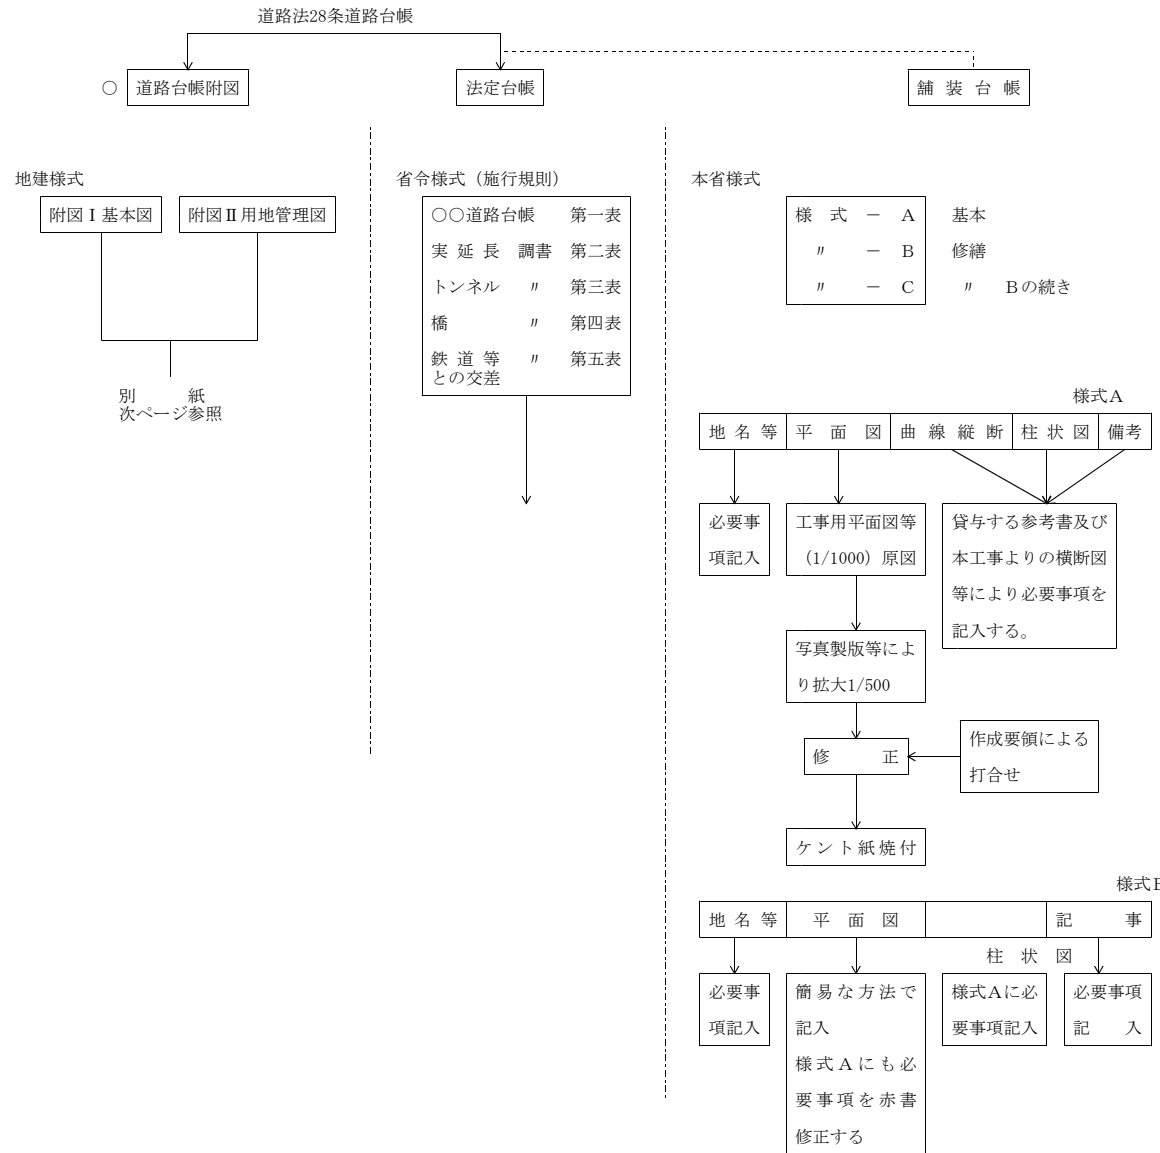 道路法28条道路台帳
○ 道路台帳附図
法定台帳
舗装台帳
地建様式
附図Ⅰ基本図
附図Ⅱ用地管理図
別　　　紙
次ページ参照
省令様式（施行規則）
○○道路台帳　第一表
実延長　調書　第二表
トンネル　〃　第三表
橋　〃　第四表
鉄道等　〃　第五表
との交差
本省様式
様　式　－　Ａ　基本
〃　－　Ｂ　修繕
〃　－　Ｃ　〃　Ｂの続き
様式Ａ
地名等　平面図　曲線縦断　柱状図　備考
必要事
項記入
工事用平面図等
（1/1000）原図
貸与する参考書及び
本工事よりの横断図
等により必要事項を
記入する。
写真製版等によ
り拡大1/500
修　　　正
作成要領による
打合せ
ケント紙焼付
様式
地名等　平面図　記　　　事
柱　状　図
必要事
項記入
簡易な方法で
記入
様式Ａにも必
要事項を赤書
修正する
様式Ａに必
要事項記入
必要事項
記　　入